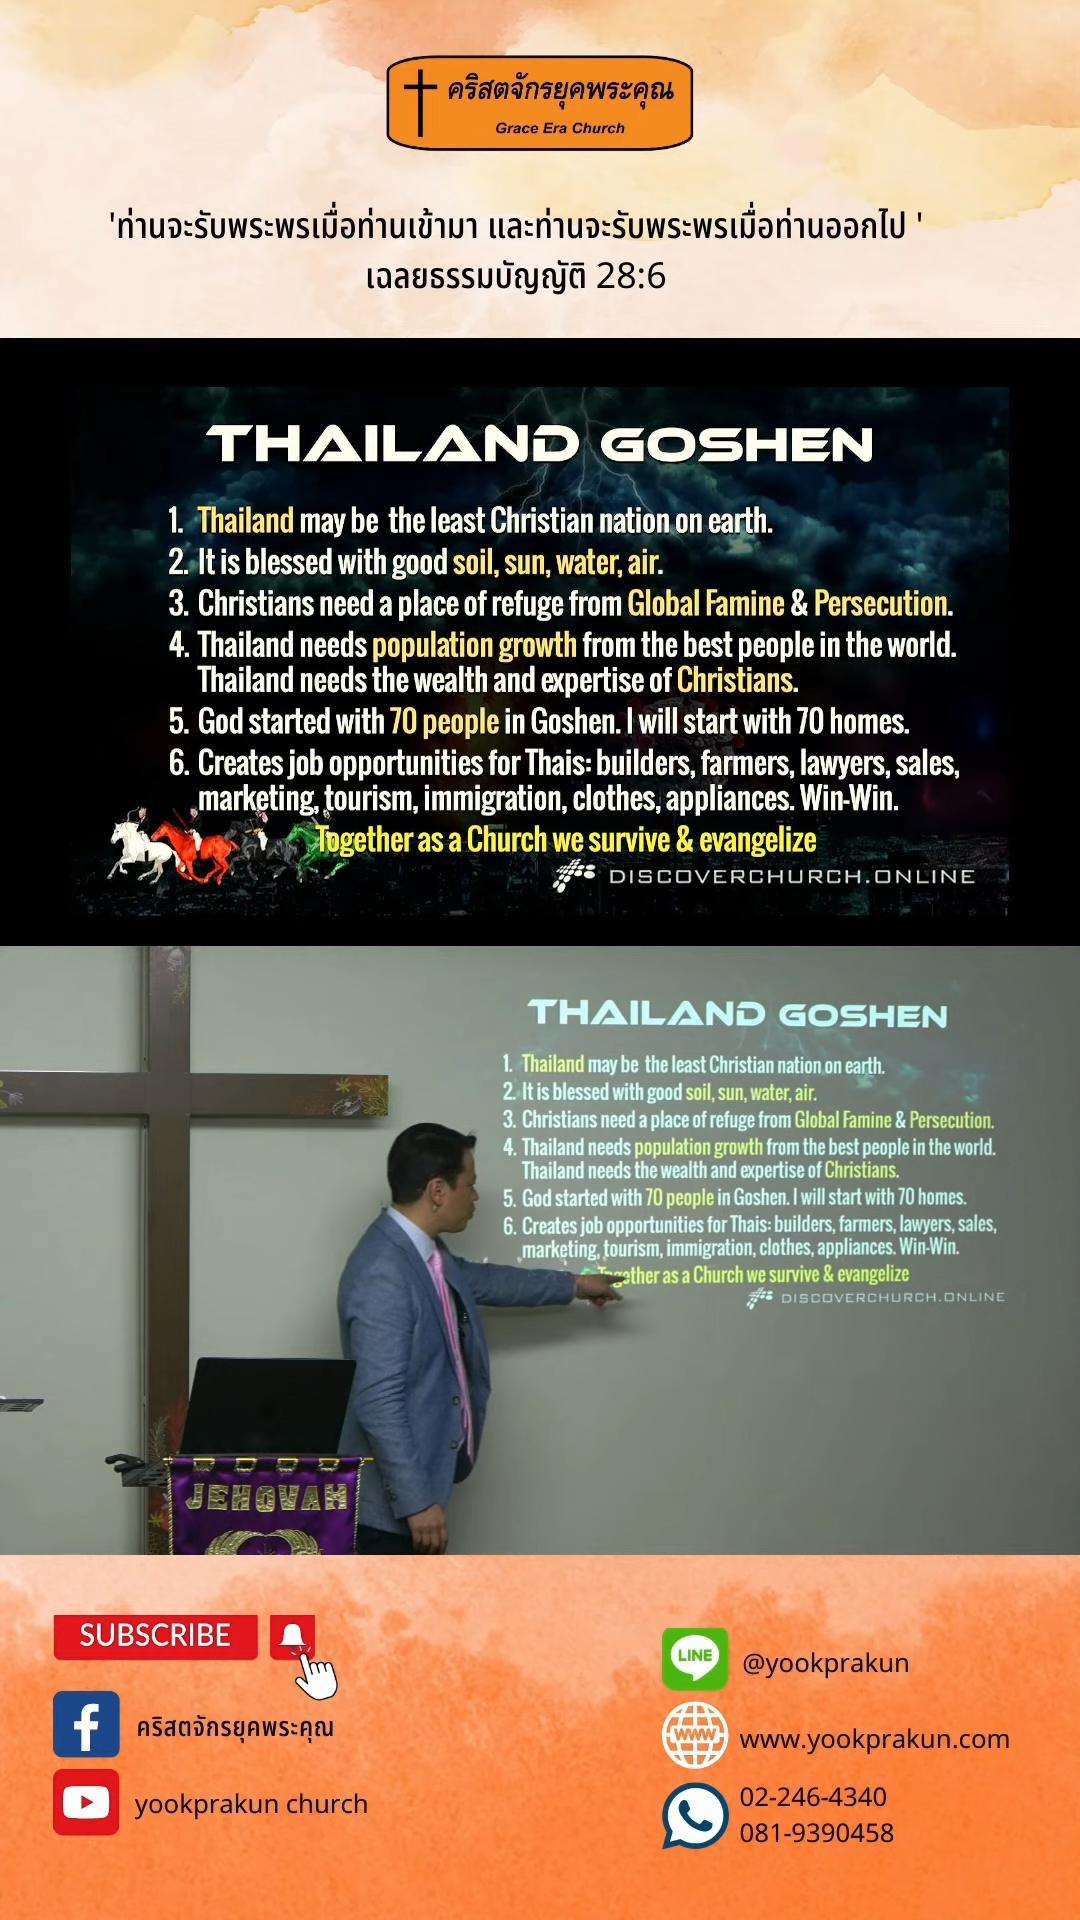 คริสตจักรยุคพระคุณ
Grace Era Church
'ท่านจะรับพระพรเมื่อท่านเข้ามา และท่านจะรับพระพรเมื่อท่านออกไป '
เฉลยธรรมบัญญัติ 28:6
THAILAND GOSHEN
1. Thailand may be the least Christian nation on earth.
2. It is blessed with good soil, sun, water, air.
3. Christians need a place of refuge from Global Famine & Persecution.
4. Thailand needs population growth from the best people in the world.
Thailand needs the wealth and expertise of Christians.
5. God started with 70 people in Goshen. I will start with 70 homes.
6. Creates job opportunities for Thais: builders, farmers, lawyers, sales,
marketing, tourism, immigration, clothes, appliances. Win-Win.
Together as a Church we survive & evangelize
DISCOVERCHURCH.ONLINE
THAILAND GOSHEN
1. Thailand may be the least Christian nation on earth.
2. It is blessed with good soil, sun, water, air.
3. Christians need a place of refuge from Global Famine & Persecution.
4. Thailand needs population growth from the best people in the world.
Thailand needs the wealth and expertise of Christians.
5. God started with 70 people in Goshen. I will start with 70 homes.
6. Creates job opportunities for Thais: builders, farmers, lawyers, sales,
marketing, tourism, immigration, clothes, appliances. Win-Win.
Together as a Church we survive & evangelize
DISCOVERCHURCH.ONLINE
JEHOVAH
SUBSCRIBE
คริสตจักรยุคพระคุณ
yookprakun church
LINE
@yookprakun
WWW
www.yookprakun.com
02-246-4340
081-9390458